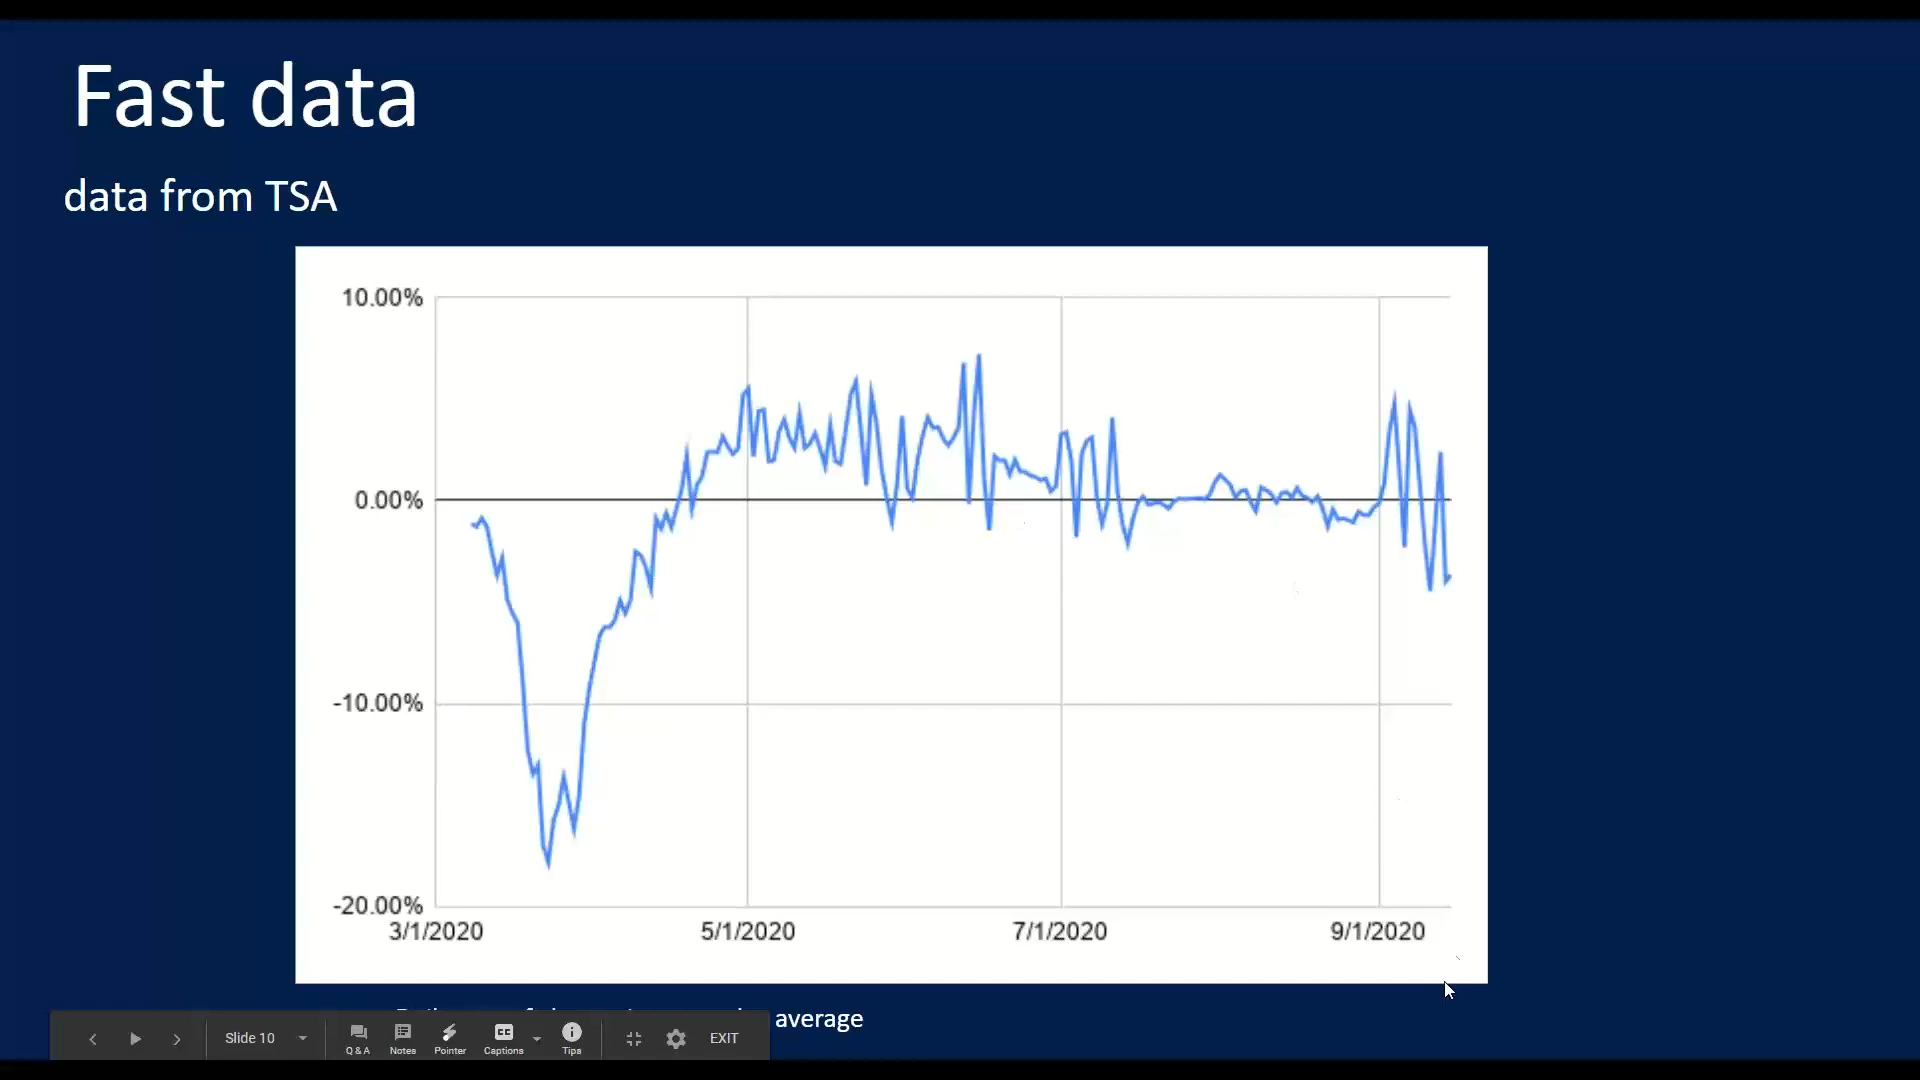 Fast data
data from TSA
10.00%
0.00%
-10.00%
-20.00%
3/1/2020 5/1/2020 7/1/2020 9/1/2020
average
Slide 10
Q & A Notes Pointer CC Captions Tips EXIT